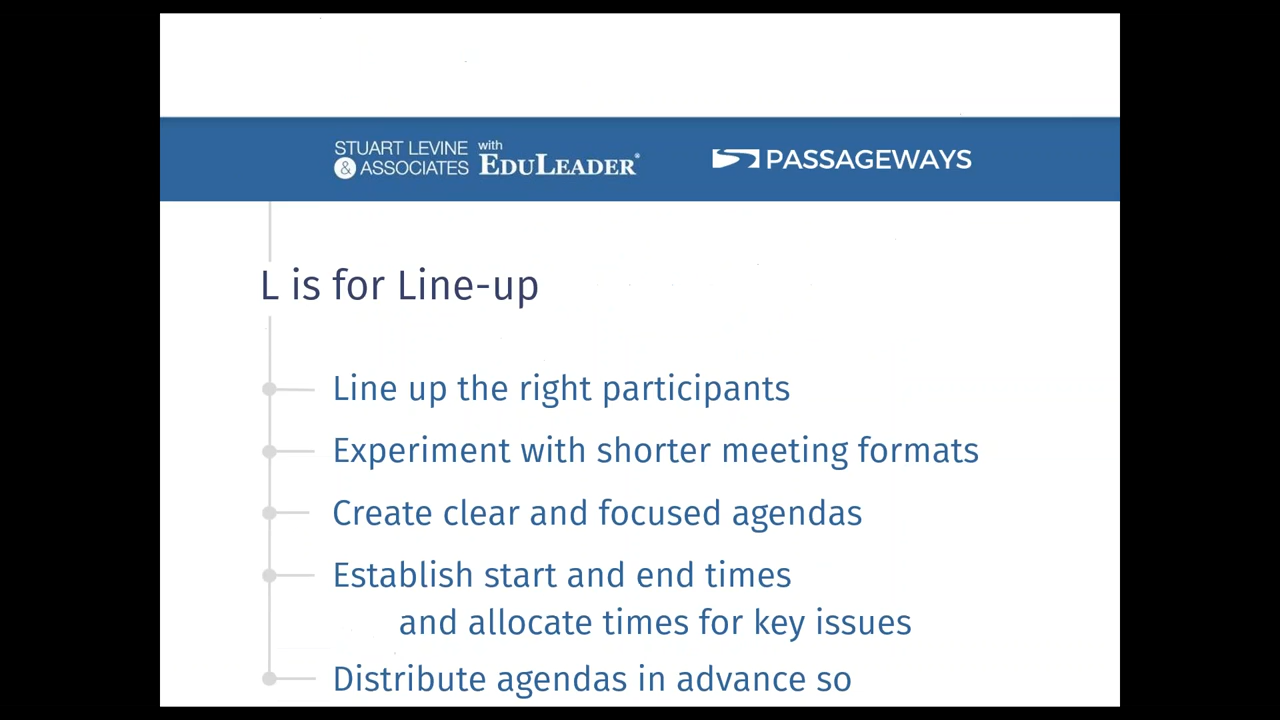 STUART LEVINE
& ASSOCIATES
with
EDULEADER®
PASSAGEWAYS
L is for Line-up
Line up the right participants
Experiment with shorter meeting formats
Create clear and focused agendas
Establish start and end times
and allocate times for key issues
Distribute agendas in advance so